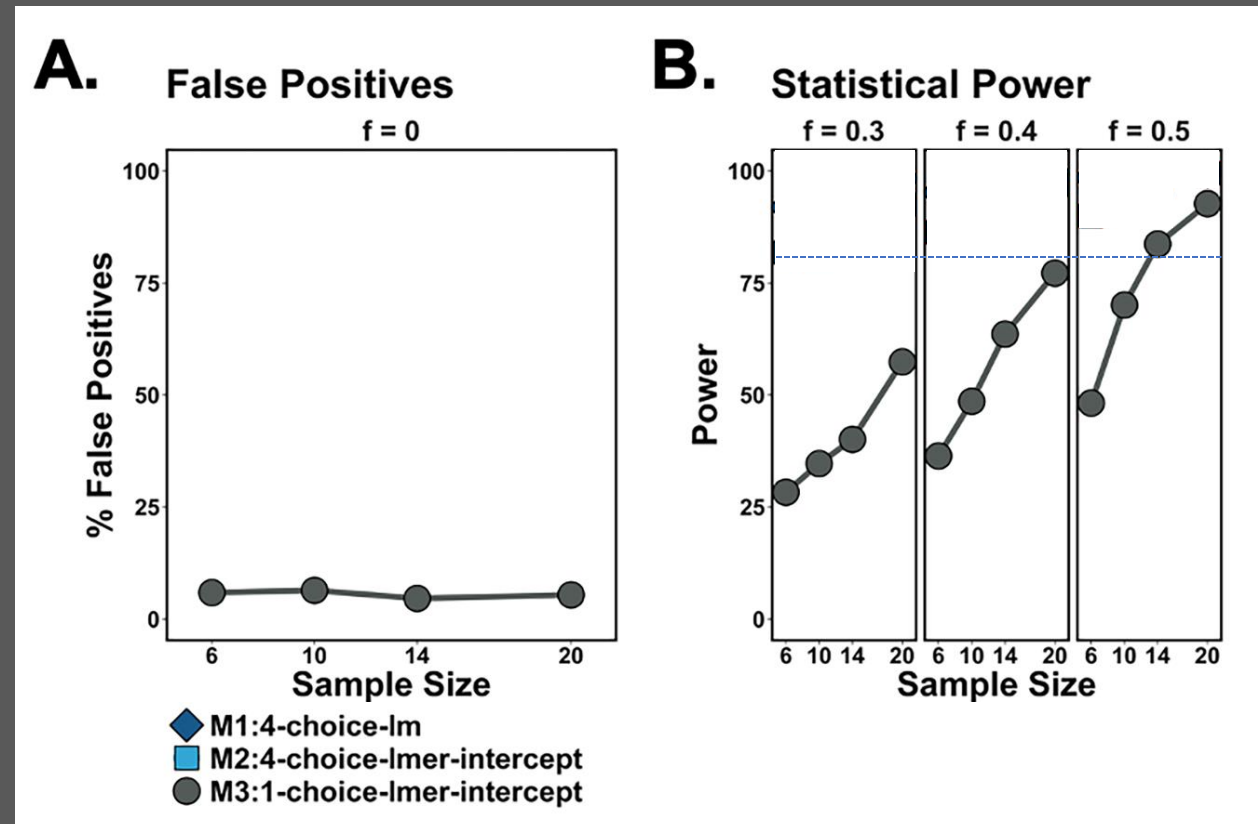 A.
False Positives
f = 0
100
75
50
25
0
% False Positives
6 10 14 20
Sample Size
B.
Statistical Power
f = 0.3 f = 0.4 f = 0.5
100
75
50
25
0
Power
6 10 14 20 6 10 14 20 6 10 14 20
Sample Size
M1:4-choice-lm
M2:4-choice-lmer-intercept
M3:1-choice-lmer-intercept